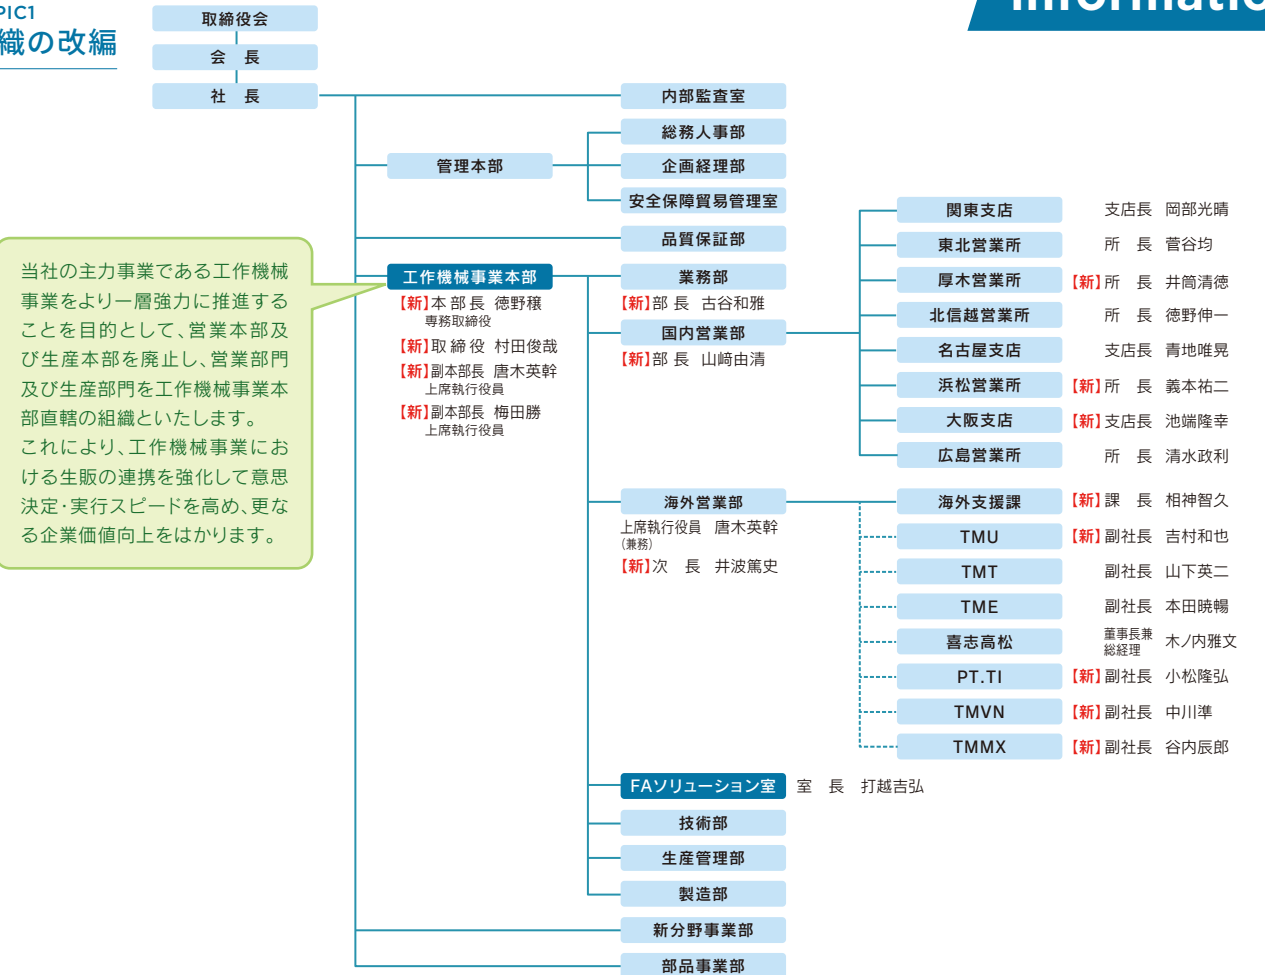 PIC1
織の改編
Informatio
取締役会
会 長
社 長
内部監査室
管理本部
総務人事部
企画経理部
安全保障貿易管理室
品質保証部
当社の主力事業である工作機械
事業をより一層強力に推進する
ことを目的として、営業本部及
び生産本部を廃止し、営業部門
及び生産部門を工作機械事業本
部直轄の組織といたします。
これにより、工作機械事業にお
ける生販の連携を強化して意思
決定・実行スピードを高め、更な
る企業価値向上をはかります。
工作機械事業本部
【新】本部長 徳野穣
専務取締役
【新】取締役 村田俊哉
【新】副本部長 唐木英幹
上席執行役員
【新】副本部長 梅田勝
上席執行役員
業務部
【新】部長 古谷和雅
国内営業部
【新】部長 山﨑由清
関東支店 支店長 岡部光晴
東北営業所 所 長 菅谷均
厚木営業所 【新】所 長 井筒清徳
北信越営業所 所 長 徳野伸一
名古屋支店 支店長 青地唯晃
浜松営業所 【新】所 長 義本祐二
大阪支店 【新】支店長 池端隆幸
広島営業所 所 長 清水政利
海外営業部
上席執行役員 唐木英幹
（兼務）
【新】次 長 井波篤史
海外支援課 【新】課 長 相神智久
TMU 【新】副社長 吉村和也
TMT 副社長 山下英二
TME 副社長 本田暁暢
喜志高松 董事長兼総経理 木ノ内雅文
PT.TI 【新】副社長 小松隆弘
TMVN 【新】副社長 中川準
TMMX 【新】副社長 谷内辰郎
FAソリューション室 室 長 打越吉弘
技術部
生産管理部
製造部
新分野事業部
部品事業部